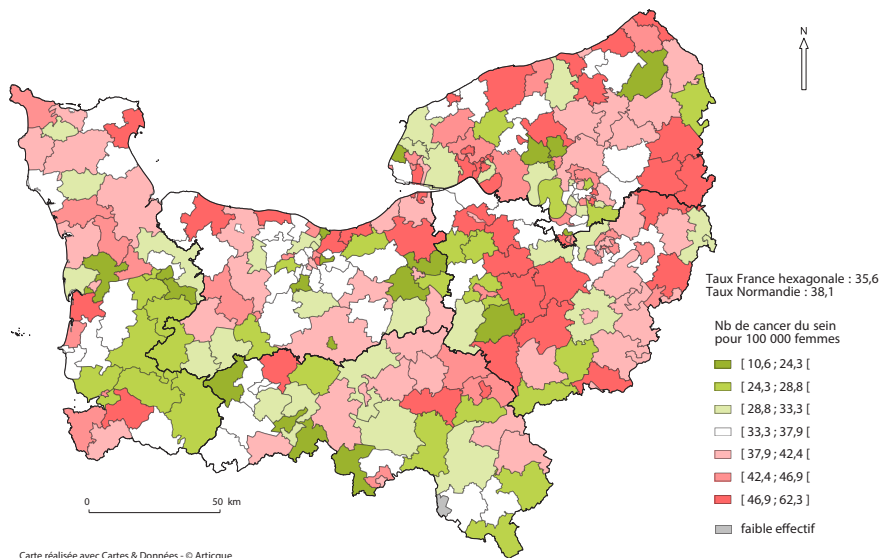 N
Taux France hexagonale : 35,6
Taux Normandie : 38,1
Nb de cancer du sein
pour 100 000 femmes
[ 10,6 ; 24,3 [
[ 24,3 ; 28,8 [
[ 28,8 ; 33,3 [
[ 33,3 ; 37,9 [
[ 37,9 ; 42,4 [
[ 42,4 ; 46,9 [
[ 46,9 ; 62,3 ]
faible effectif
0 50 km
Carte réalisée avec Cartes & Données - © Articque